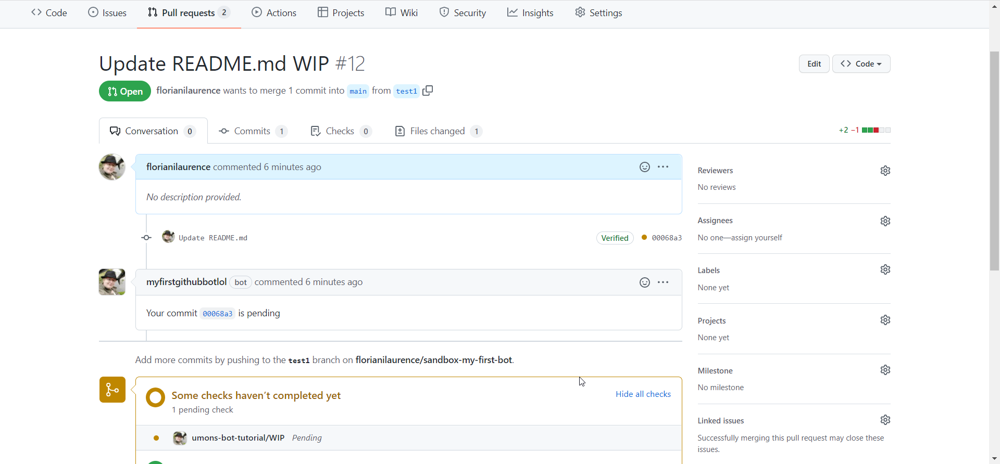 Code Issues Pull requests 2 Actions Projects Wiki Security Insights Settings
Update README.md WIP #12
Edit
Code
Open
florianilaurence wants to merge 1 commit into main from test1
Conversation 0 Commits 1 Checks 0 Files changed 1
+2 −1
florianilaurence commented 6 minutes ago
No description provided.
Update README.md
Verified
00068a3
myfirstgithubbotlol bot commented 6 minutes ago
Your commit 00068a3 is pending
Add more commits by pushing to the test1 branch on florianilaurence/sandbox-my-first-bot.
Some checks haven’t completed yet
1 pending check
Hide all checks
umons-bot-tutorial/WIP Pending
Reviewers
No reviews
Assignees
No one—assign yourself
Labels
None yet
Projects
None yet
Milestone
No milestone
Linked issues
Successfully merging this pull request may close these
issues.